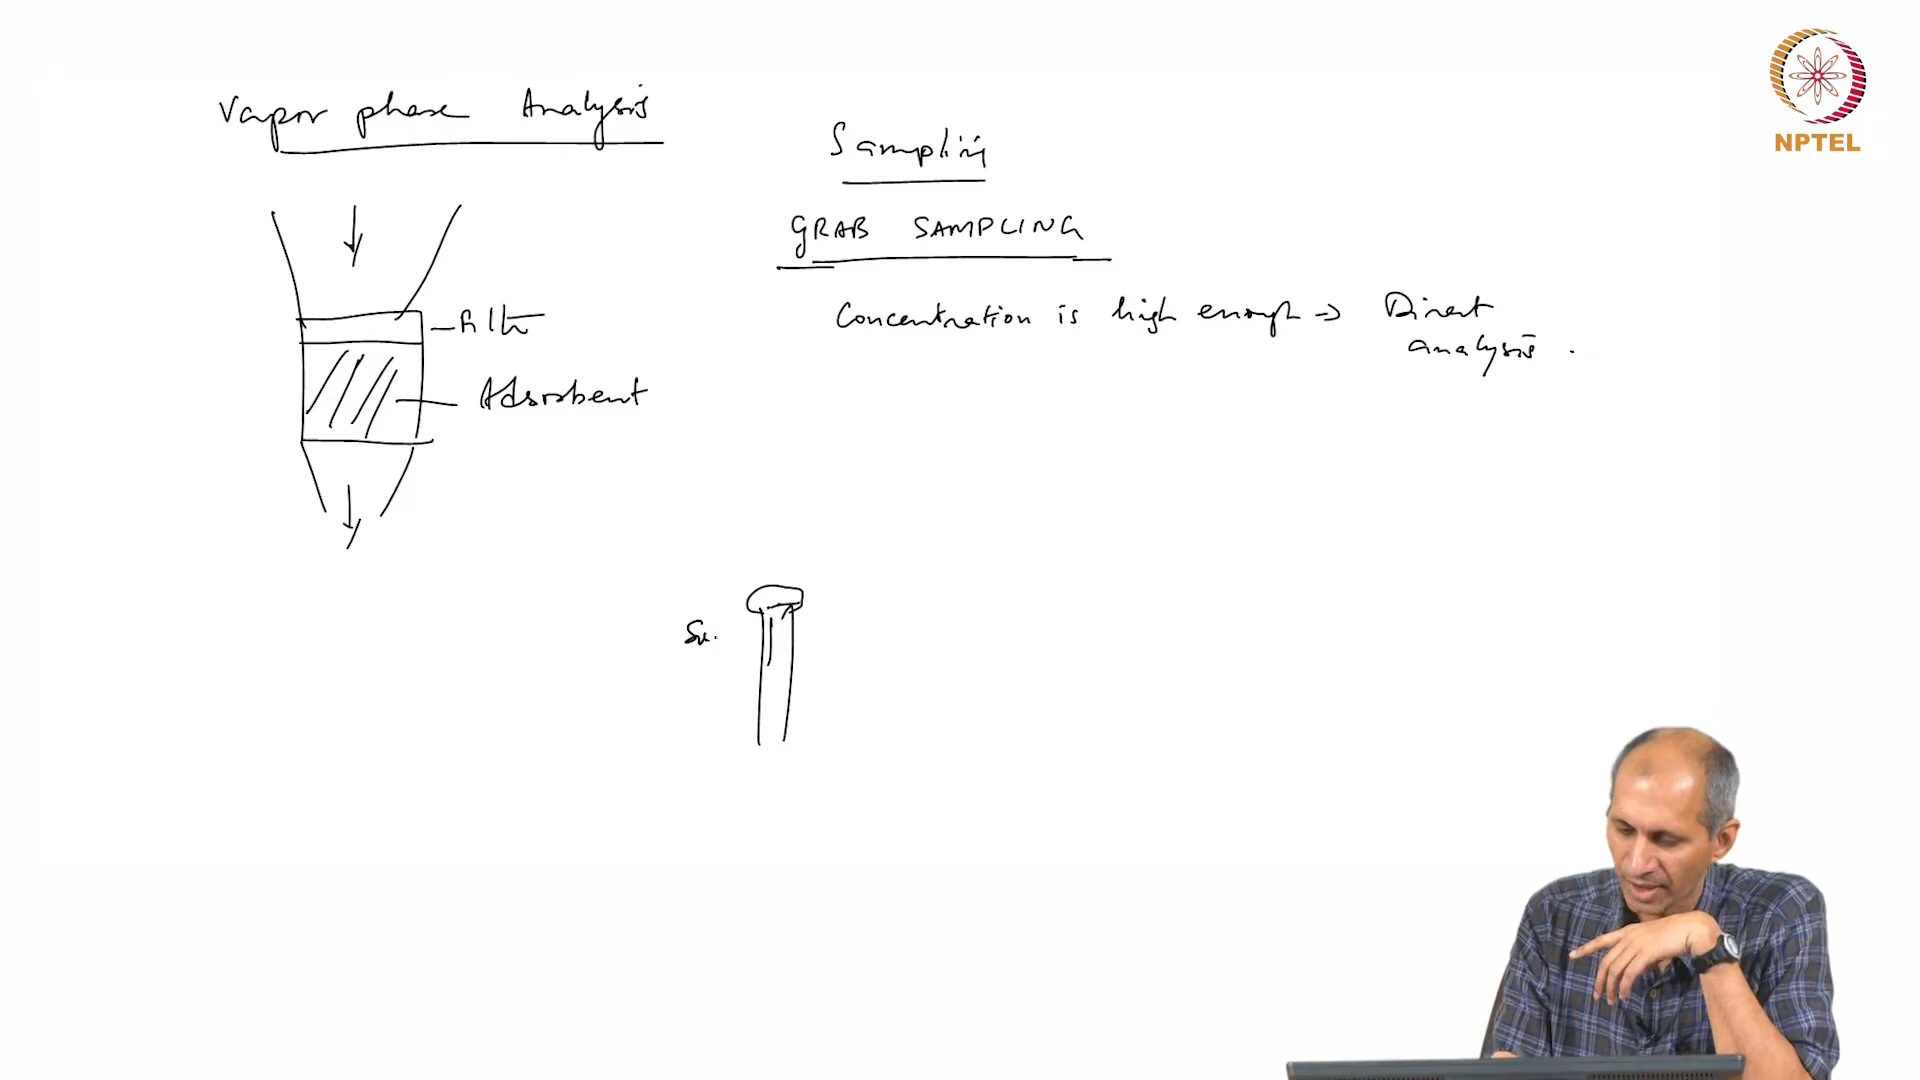 Vapor phase Analysis
Sampling
GRAB SAMPLING
Concentration is high enough → Direct
analysis.
Filter
Adsorbent
NPTEL